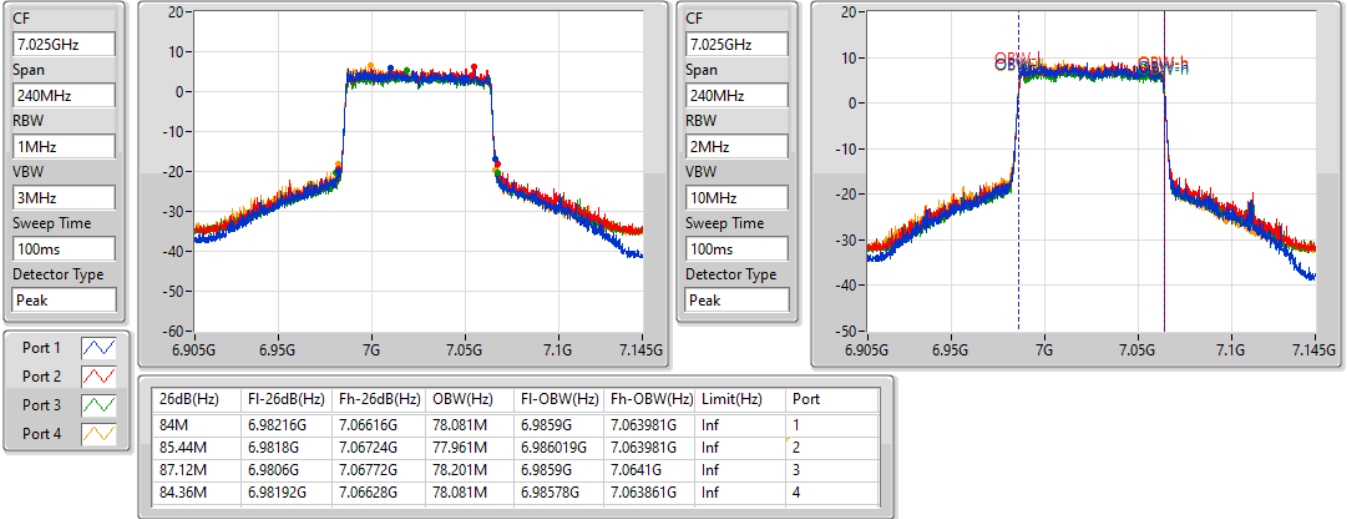 CF
7.025GHz
Span
240MHz
RBW
1MHz
VBW
3MHz
Sweep Time
100ms
Detector Type
Peak
20
10
0
-10
-20
-30
-40
-50
-60
6.905G 6.95G 7G 7.05G 7.1G 7.145G
CF
7.025GHz
Span
240MHz
RBW
2MHz
VBW
10MHz
Sweep Time
100ms
Detector Type
Peak
20
10
0
-10
-20
-30
-40
-50
OBW-h
6.905G 6.95G 7G 7.05G 7.1G 7.145G
Port 1
Port 2
Port 3
Port 4
26dB(Hz) Fl-26dB(Hz) Fh-26dB(Hz) OBW(Hz) Fl-OBW(Hz) Fh-OBW(Hz) Limit(Hz) Port
84M 6.98216G 7.06616G 78.081M 6.9859G 7.063981G Inf 1
85.44M 6.9818G 7.06724G 77.961M 6.986019G 7.063981G Inf 2
87.12M 6.9806G 7.06772G 78.201M 6.9859G 7.0641G Inf 3
84.36M 6.98192G 7.06628G 78.081M 6.98578G 7.063861G Inf 4